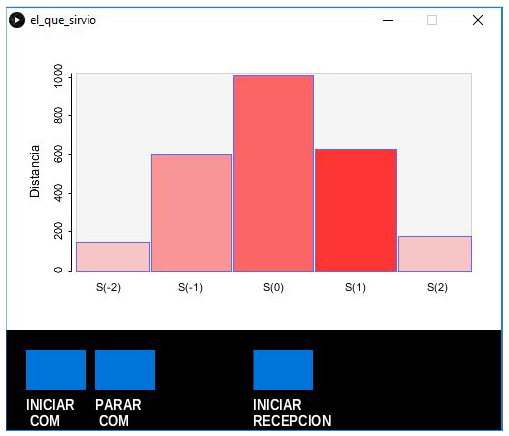 el_que_sirvio
Distancia
1000
800
600
400
200
0
S(-2) S(-1) S(0) S(1) S(2)
INICIAR PARAR INICIAR
COM COM RECEPCION